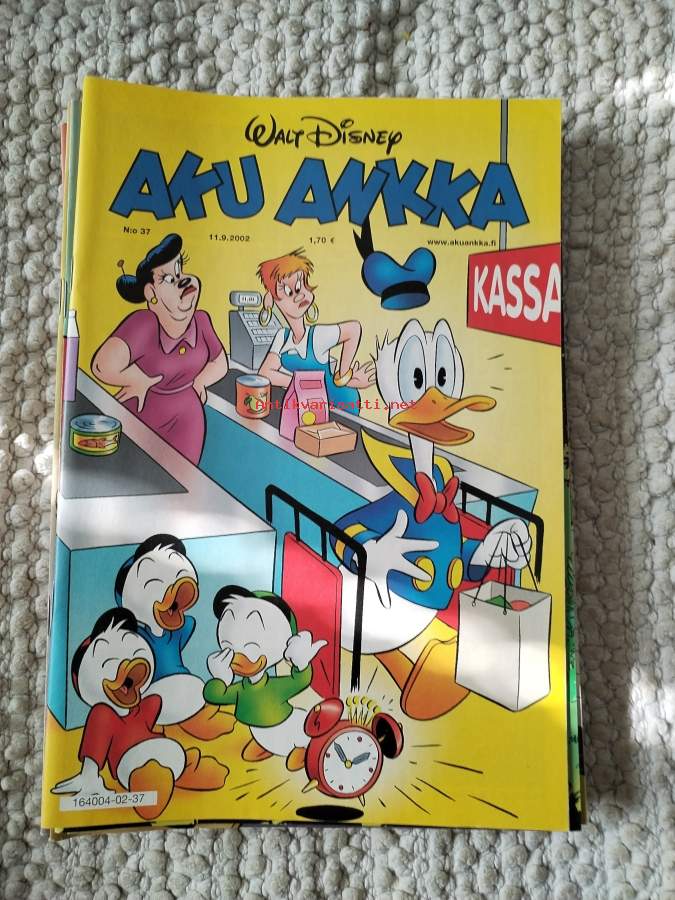 WALT DISNEY
AKU ANKKA
N:o 37 11.9.2002 1,70 € www.akuankka.fi
KASSA
Antikvariaatti.net
164004-02-37